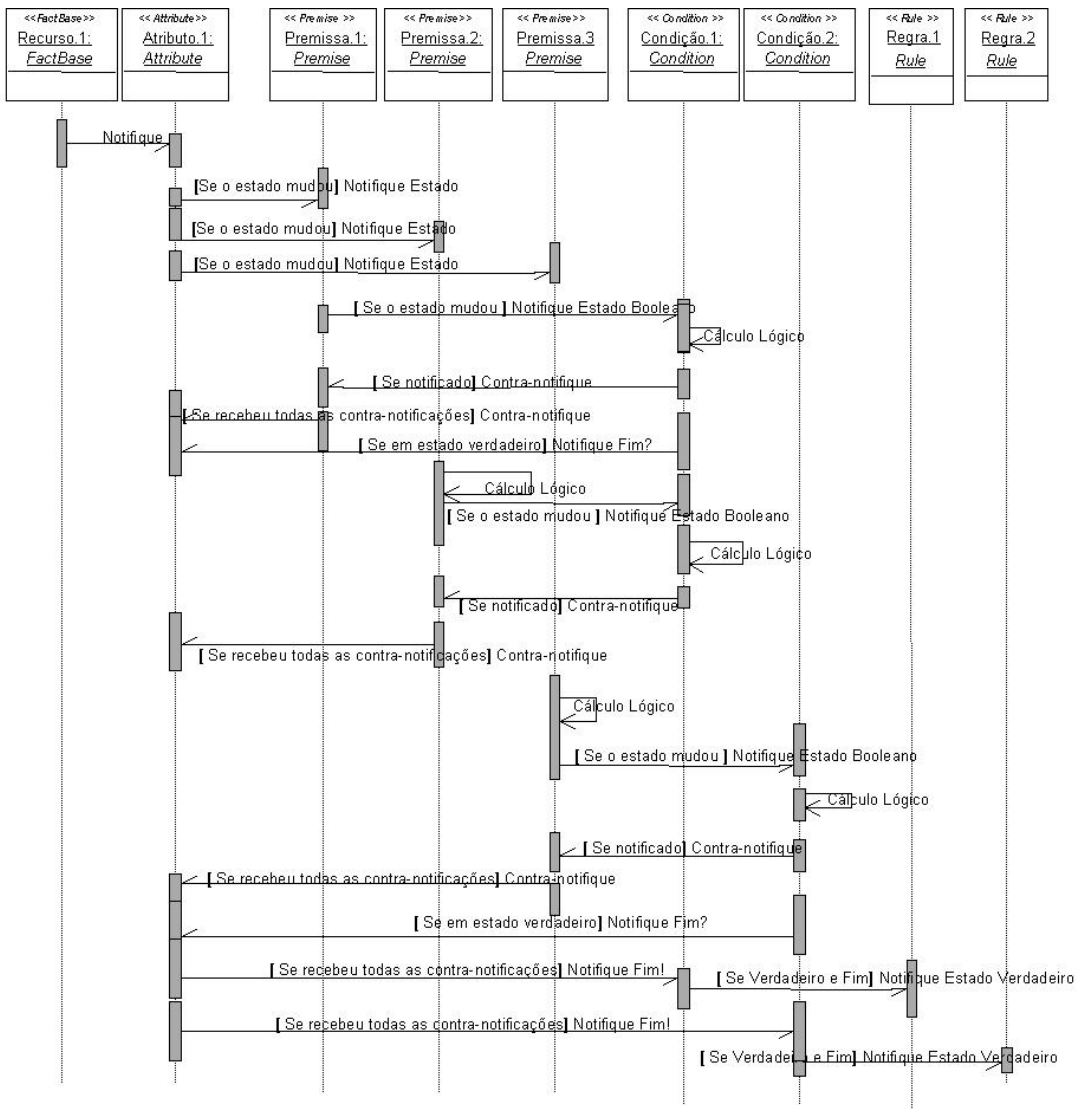 << FactBase >>
Recurso.1:
FactBase
<< Attribute>>
Atributo.1:
Attribute
<< Premise >>
Premissa.1:
Premise
<< Premise>>
Premissa.2:
Premise
<< Premise>>
Premissa.3
Premise
<< Condition >>
Condição.1:
Condition
<< Condition >>
Condição.2:
Condition
<< Rule >>
Regra.1
Rule
<< Rule >>
Regra.2
Rule
Notifique
[Se o estado mudou] Notifique Estado
[Se o estado mudou] Notifique Estado
[Se o estado mudou] Notifique Estado
[ Se o estado mudou ] Notifique Estado Booleano
Cálculo Lógico
[ Se notificado] Contra-notifique
[ Se recebeu todas as contra-notificações] Contra-notifique
[ Se em estado verdadeiro] Notifique Fim?
Cálculo Lógico
[ Se o estado mudou ] Notifique Estado Booleano
Cálculo Lógico
[ Se notificado] Contra-notifique
[ Se recebeu todas as contra-notificações] Contra-notifique
Cálculo Lógico
[ Se o estado mudou ] Notifique Estado Booleano
Cálculo Lógico
[ Se notificado] Contra-notifique
[ Se recebeu todas as contra-notificações] Contra-notifique
[ Se em estado verdadeiro] Notifique Fim?
[ Se recebeu todas as contra-notificações] Notifique Fim!
[ Se Verdadeiro e Fim] Notifique Estado Verdadeiro
[ Se recebeu todas as contra-notificações] Notifique Fim!
[ Se Verdadeiro e Fim] Notifique Estado Verdadeiro